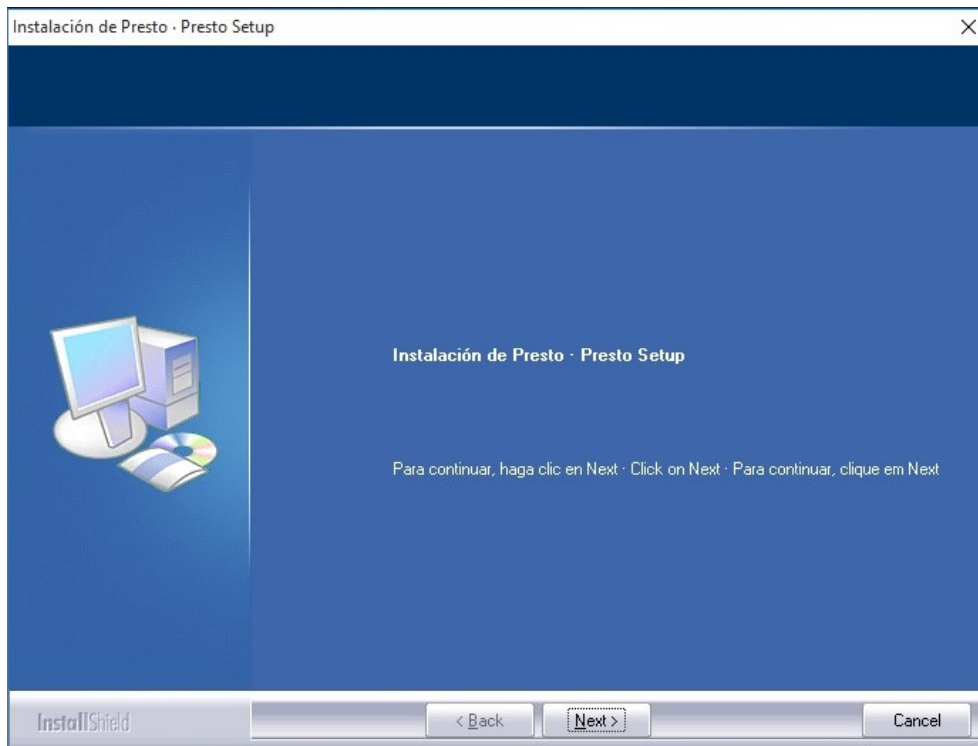 Instalación de Presto · Presto Setup
Instalación de Presto · Presto Setup
Para continuar, haga clic en Next · Click on Next · Para continuar, clique em Next
InstallShield
< Back
Next >
Cancel